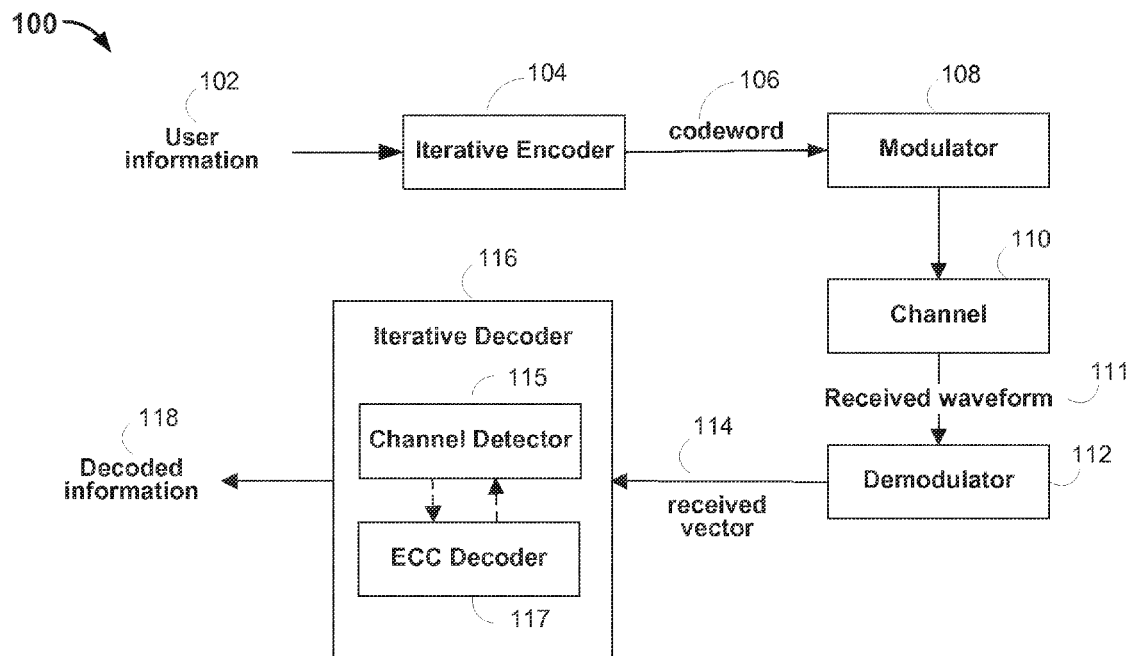 100
102
User
information
104
Iterative Encoder
106
codeword
108
Modulator
110
Channel
111
Received waveform
112
Demodulator
114
received
vector
116
Iterative Decoder
115
Channel Detector
ECC Decoder
117
118
Decoded
information